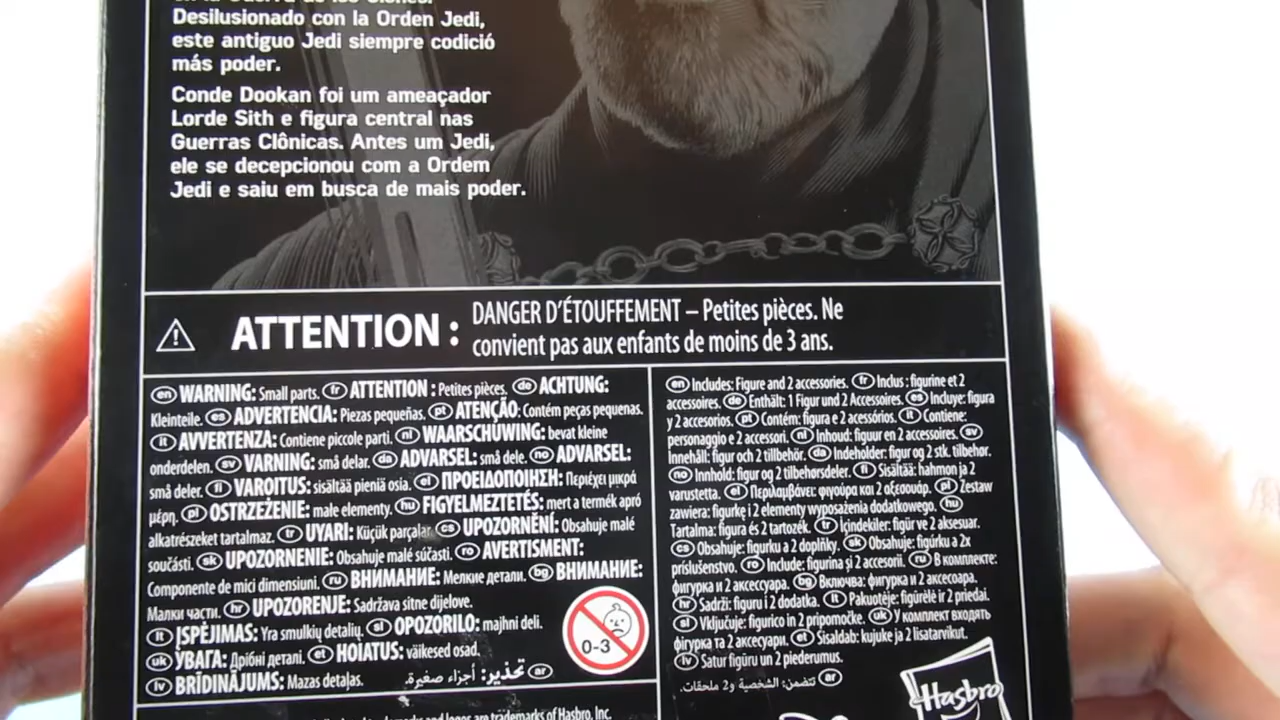 Desilusionado con la Orden Jedi,
este antiguo Jedi siempre codició
más poder.
Conde Dookan foi um ameaçador
Lorde Sith e figura central nas
Guerras Clônicas. Antes um Jedi,
ele se decepcionou com a Ordem
Jedi e saiu em busca de mais poder.
ATTENTION :
DANGER D'ÉTOUFFEMENT – Petites pièces. Ne
convient pas aux enfants de moins de 3 ans.
en WARNING: Small parts. fr ATTENTION : Petites pièces. de ACHTUNG:
Kleinteile. es ADVERTENCIA: Piezas pequeñas. pt ATENÇÃO: Contém peças pequenas.
it AVVERTENZA: Contiene piccole parti. nl WAARSCHUWING: bevat kleine
onderdelen. sv VARNING: små delar. da ADVARSEL: små dele. no ADVARSEL:
små deler. fi VAROITUS: sisältää pieniä osia. el ΠΡΟΕΙΔΟΠΟΙΗΣΗ: Περιέχει μικρά
μέρη. pl OSTRZEŻENIE: małe elementy. hu FIGYELMEZTETÉS: mert a termék apró
alkatrészeket tartalmaz. tr UYARI: Küçük parçalar. cs UPOZORNĚNÍ: Obsahuje malé
součásti. sk UPOZORNENIE: Obsahuje malé súčasti. ro AVERTISMENT:
Componente de mici dimensiuni. ru ВНИМАНИЕ: Мелкие детали. bg ВНИМАНИЕ:
Малки части. hr UPOZORENJE: Sadržava sitne dijelove.
lt ĮSPĖJIMAS: Yra smulkių detalių. sl OPOZORILO: majhni deli.
uk УВАГА: Дрібні деталі. et HOIATUS: väikesed osad.
lv BRĪDINĀJUMS: Mazas detaļas. ar تحذير: أجزاء صغيرة.
0-3
en Includes: Figure and 2 accessories. fr Inclus : figurine et 2
accessoires. de Enthält: 1 Figur und 2 Accessoires. es Incluye: figura
y 2 accesorios. pt Contém: figura e 2 acessórios. it Contiene:
personaggio e 2 accessori. nl Inhoud: figuur en 2 accessoires. sv
Innehåll: figur och 2 tillbehör. da Indeholder: figur og 2 stk. tilbehør.
no Innhold: figur og 2 tilbehørsdeler. fi Sisältää: hahmon ja 2
varustetta. el Περιλαμβάνει: φιγούρα και 2 αξεσουάρ. pl Zestaw
zawiera: figurkę i 2 elementy wyposażenia dodatkowego. hu
Tartalma: figura és 2 tartozék. tr İçindekiler: figür ve 2 aksesuar.
cs Obsahuje: figurku a 2 doplňky. sk Obsahuje: figúrku a 2x
príslušenstvo. ro Include: figurina și 2 accesorii. ru В комплекте:
фигурка и 2 аксессуара. bg Включва: фигурка и 2 аксесоара.
hr Sadrži: figuru i 2 dodatka. lt Pakuotėje: figūrėlė ir 2 priedai.
sl Vključuje: figurico in 2 pripomočke. uk У комплект входять
фігурка та 2 аксесуари. et Sisaldab: kujuke ja 2 lisatarvikut.
lv Satur figūru un 2 piederumus.
ar تتضمن: الشخصية و2 ملحقات.
Hasbro
logos are trademarks of Hasbro, Inc.